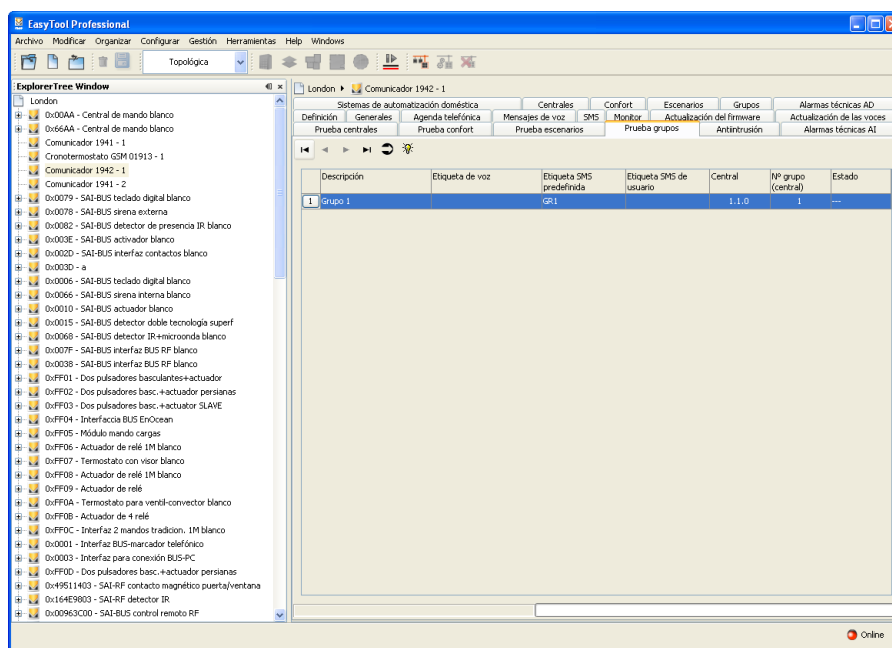 EasyTool Professional
Archivo Modificar Organizar Configurar Gestión Herramientas Help Windows
Topológica
ExplorerTree Window
London
0x00AA - Central de mando blanco
0x66AA - Central de mando blanco
Comunicador 1941 - 1
Cronotermostato GSM 01913 - 1
Comunicador 1942 - 1
Comunicador 1941 - 2
0x0079 - SAI-BUS teclado digital blanco
0x0078 - SAI-BUS sirena externa
0x0082 - SAI-BUS detector de presencia IR blanco
0x003E - SAI-BUS activador blanco
0x002D - SAI-BUS interfaz contactos blanco
0x003D - a
0x0006 - SAI-BUS teclado digital blanco
0x0066 - SAI-BUS sirena interna blanco
0x0010 - SAI-BUS actuador blanco
0x0015 - SAI-BUS detector doble tecnología superf
0x0068 - SAI-BUS detector IR+microonda blanco
0x007F - SAI-BUS interfaz BUS RF blanco
0x0038 - SAI-BUS interfaz BUS RF blanco
0xFF01 - Dos pulsadores basculantes+actuador
0xFF02 - Dos pulsadores basc.+actuador persianas
0xFF03 - Dos pulsadores basc.+actuator SLAVE
0xFF04 - Interfaccia BUS EnOcean
0xFF05 - Módulo mando cargas
0xFF06 - Actuador de relé 1M blanco
0xFF07 - Termostato con visor blanco
0xFF08 - Actuador de relé 1M blanco
0xFF09 - Actuador de relé
0xFF0A - Termostato para ventil-convector blanco
0xFF0B - Actuador de 4 relé
0xFF0C - Interfaz 2 mandos tradicion. 1M blanco
0x0001 - Interfaz BUS-marcador telefónico
0x0003 - Interfaz para conexión BUS-PC
0xFF0D - Dos pulsadores basc.+actuador persianas
0x49511403 - SAI-RF contacto magnético puerta/ventana
0x164E9803 - SAI-RF detector IR
0x00963C00 - SAI-BUS control remoto RF
London Comunicador 1942 - 1
Sistemas de automatización doméstica Centrales Confort Escenarios Grupos Alarmas técnicas AD
Definición Generales Agenda telefónica Mensajes de voz SMS Monitor Actualización del firmware Actualización de las voces
Prueba centrales Prueba confort Prueba escenarios Prueba grupos Antiintrusión Alarmas técnicas AI
Descripción Etiqueta de voz Etiqueta SMS predefinida Etiqueta SMS de usuario Central Nº grupo (central) Estado
1 Grupo 1 GR1 1.1.0 1 ---
Online